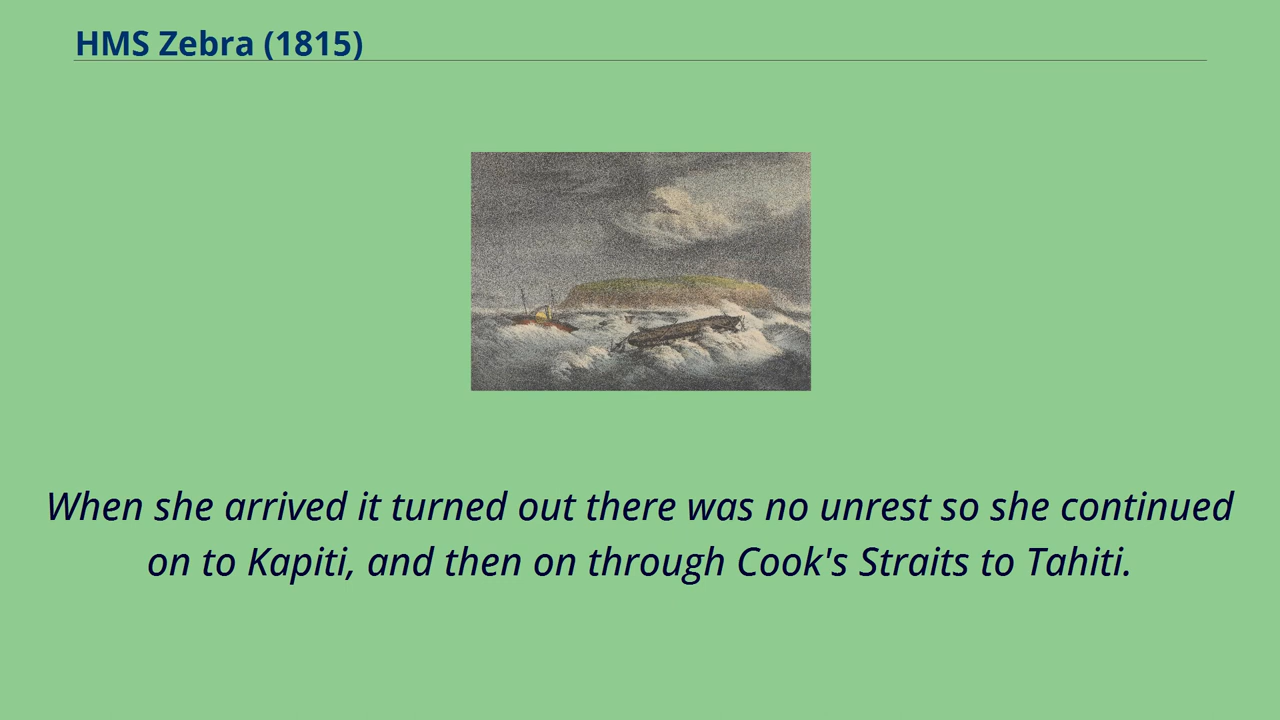 HMS Zebra (1815)
When she arrived it turned out there was no unrest so she continued
on to Kapiti, and then on through Cook's Straits to Tahiti.